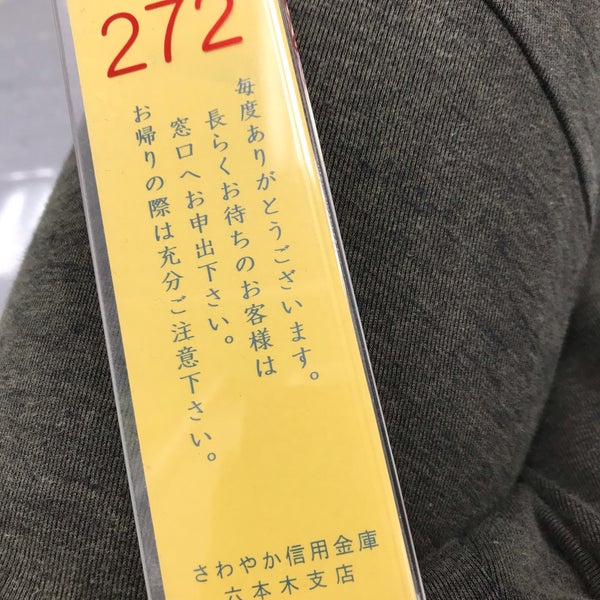 272
毎度ありがとうございます。
長らくお待ちのお客様は
窓口へお申出下さい。
お帰りの際は充分ご注意下さい。
さわやか信用金庫
六本木支店